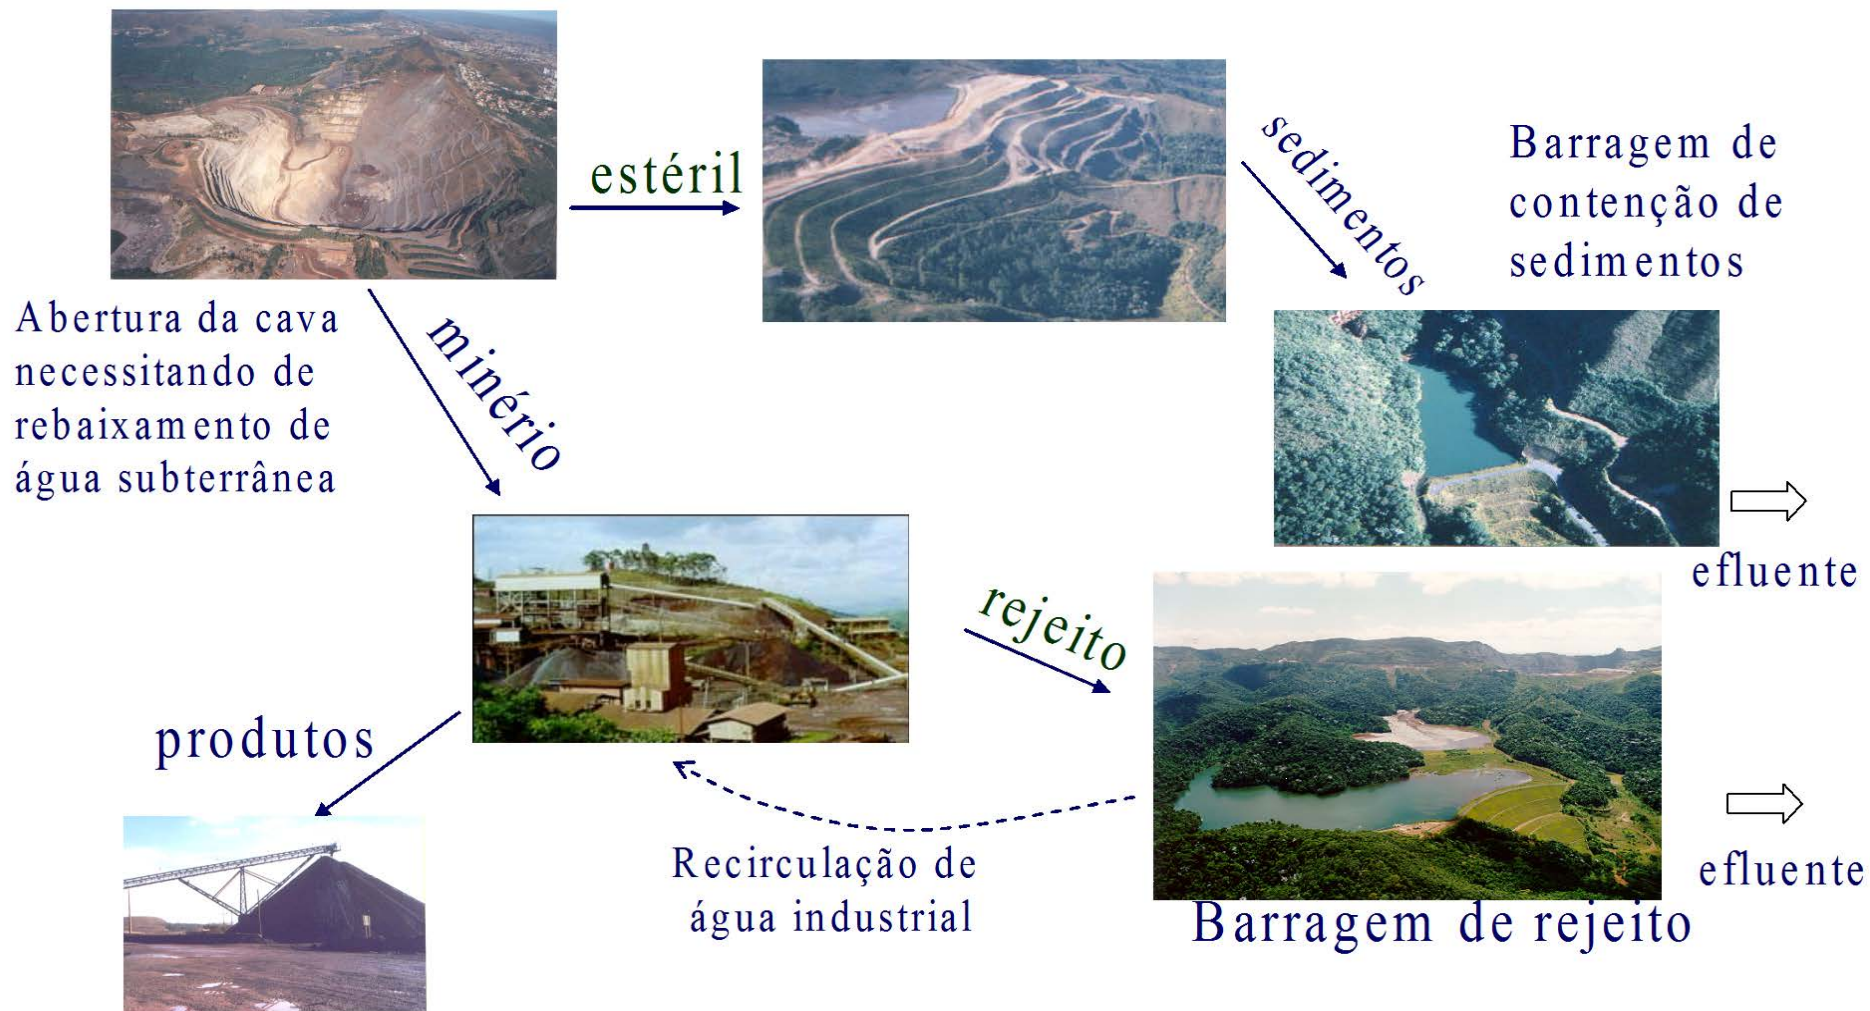 estéril
sedimentos
Barragem de
contenção de
sedimentos
Abertura da cava
necessitando de
rebaixamento de
água subterrânea
minério
efluente
rejeito
produtos
Recirculação de
água industrial
efluente
Barragem de rejeito